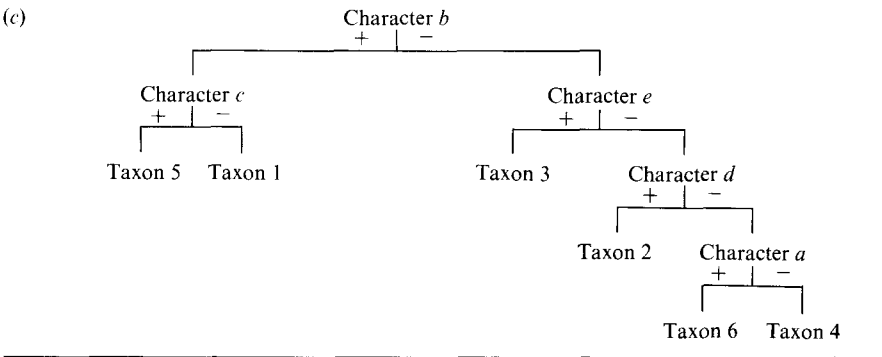 (c)
Character b
+ −
Character c Character e
+ − + −
Taxon 5 Taxon 1 Taxon 3 Character d
+ −
Taxon 2 Character a
+ −
Taxon 6 Taxon 4